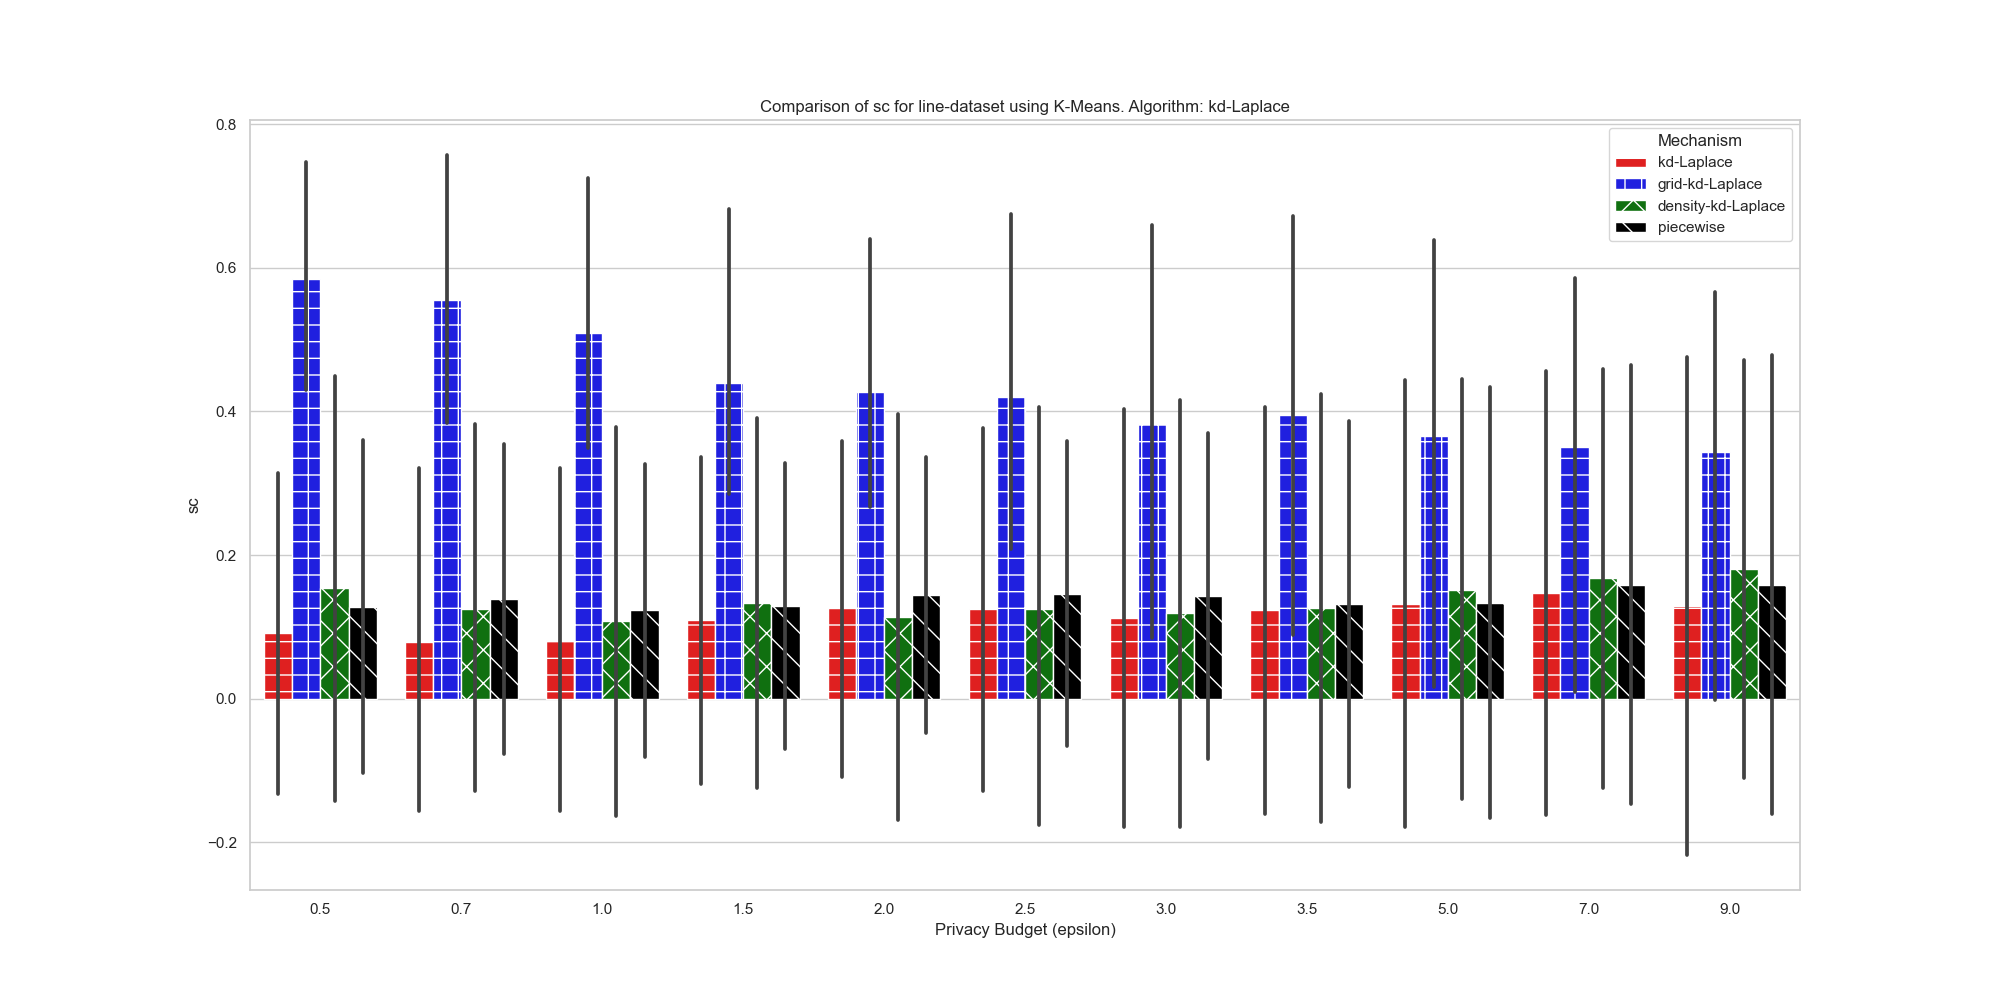 Comparison of sc for line-dataset using K-Means. Algorithm: kd-Laplace
Mechanism
kd-Laplace
grid-kd-Laplace
density-kd-Laplace
piecewise
sc
0.8
0.6
0.4
0.2
0.0
−0.2
0.5 0.7 1.0 1.5 2.0 2.5 3.0 3.5 5.0 7.0 9.0
Privacy Budget (epsilon)